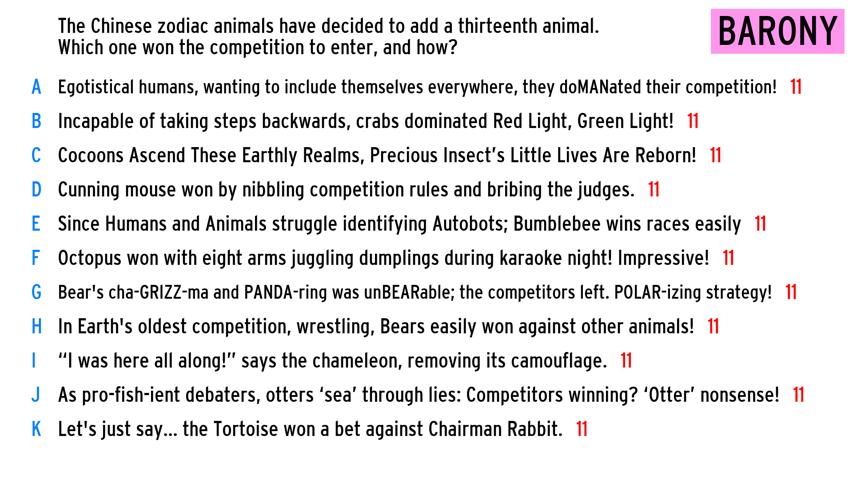 The Chinese zodiac animals have decided to add a thirteenth animal.
Which one won the competition to enter, and how?
BARONY
A Egotistical humans, wanting to include themselves everywhere, they doMANated their competition! 11
B Incapable of taking steps backwards, crabs dominated Red Light, Green Light! 11
C Cocoons Ascend These Earthly Realms, Precious Insect's Little Lives Are Reborn! 11
D Cunning mouse won by nibbling competition rules and bribing the judges. 11
E Since Humans and Animals struggle identifying Autobots; Bumblebee wins races easily 11
F Octopus won with eight arms juggling dumplings during karaoke night! Impressive! 11
G Bear's cha-GRIZZ-ma and PANDA-ring was unBEARable; the competitors left. POLAR-izing strategy! 11
H In Earth's oldest competition, wrestling, Bears easily won against other animals! 11
I “I was here all along!” says the chameleon, removing its camouflage. 11
J As pro-fish-ient debaters, otters ‘sea’ through lies: Competitors winning? ‘Otter’ nonsense! 11
K Let's just say... the Tortoise won a bet against Chairman Rabbit. 11